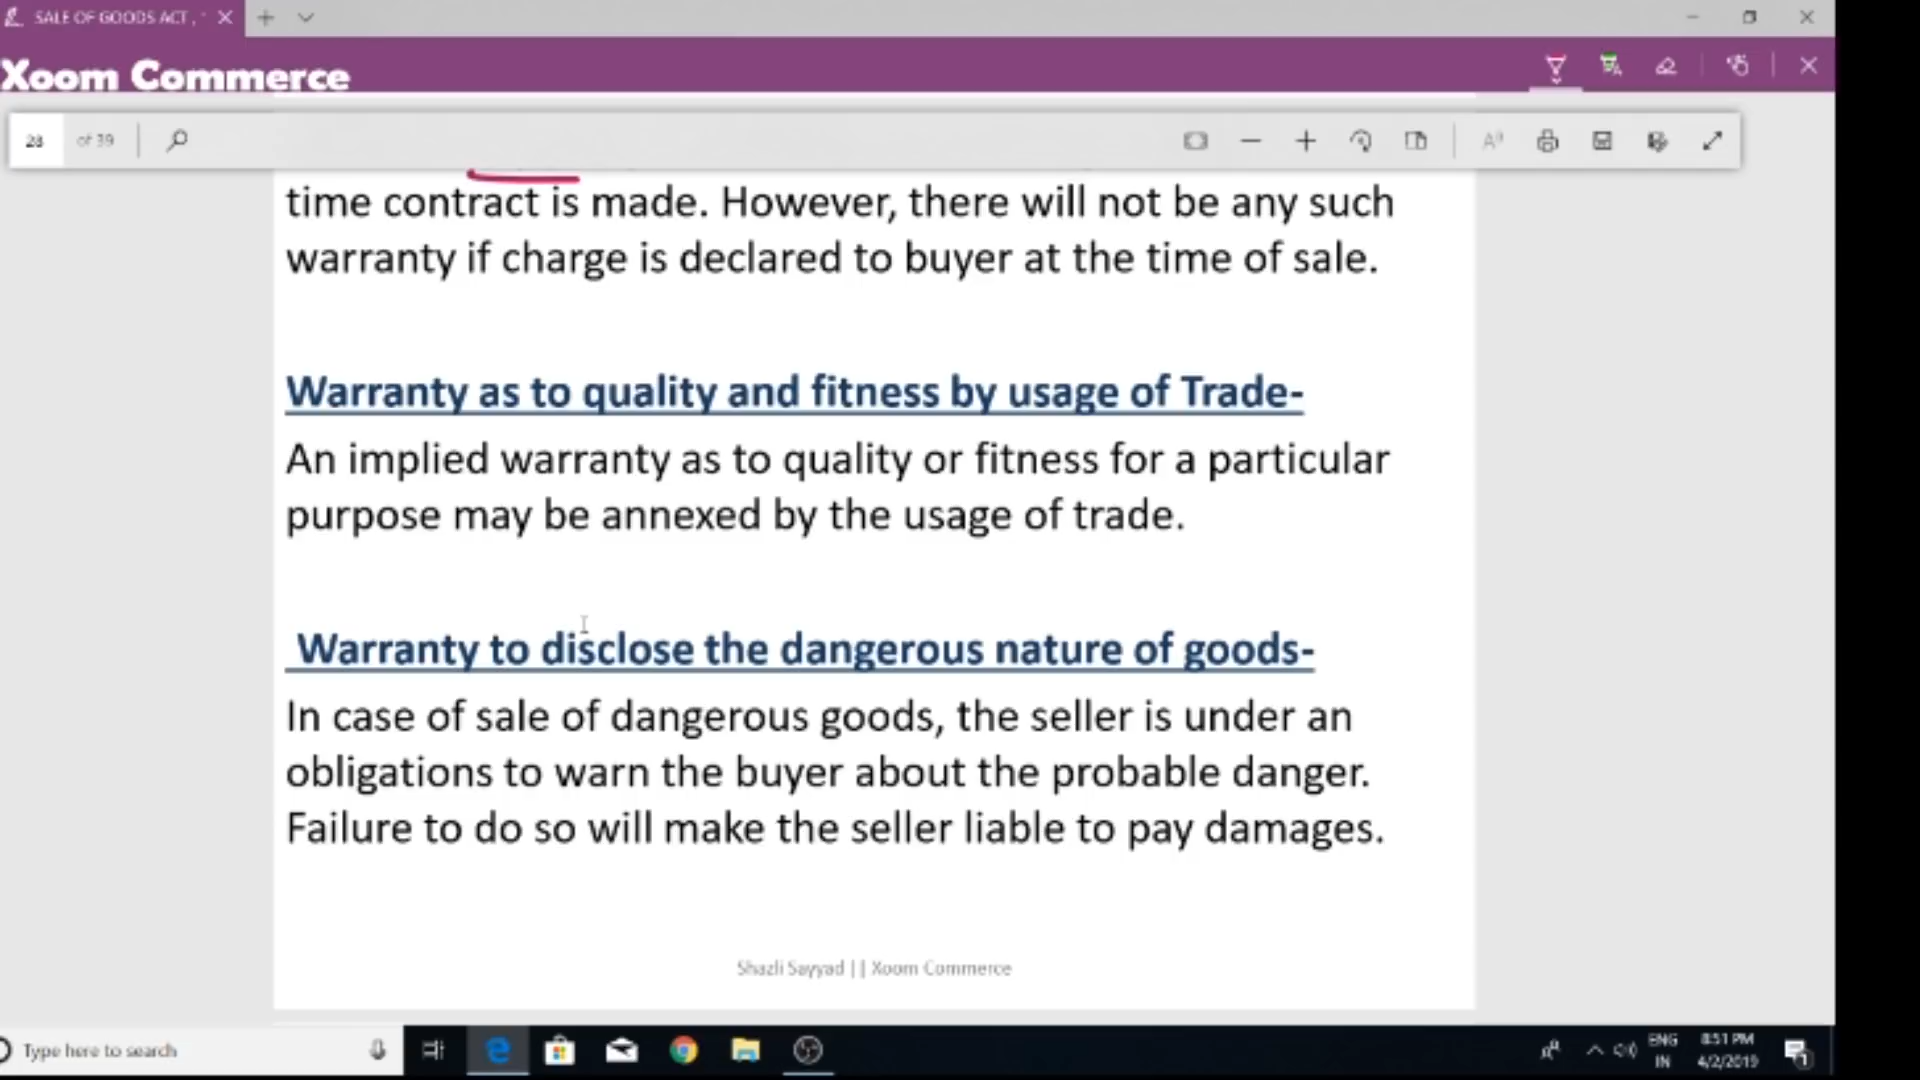 SALE OF GOODS ACT ,
Xoom Commerce
28 of 39
time contract is made. However, there will not be any such
warranty if charge is declared to buyer at the time of sale.
Warranty as to quality and fitness by usage of Trade-
An implied warranty as to quality or fitness for a particular
purpose may be annexed by the usage of trade.
Warranty to disclose the dangerous nature of goods-
In case of sale of dangerous goods, the seller is under an
obligations to warn the buyer about the probable danger.
Failure to do so will make the seller liable to pay damages.
Shazli Sayyad || Xoom Commerce
Type here to search
ENG
IN
8:51 PM
4/2/2019